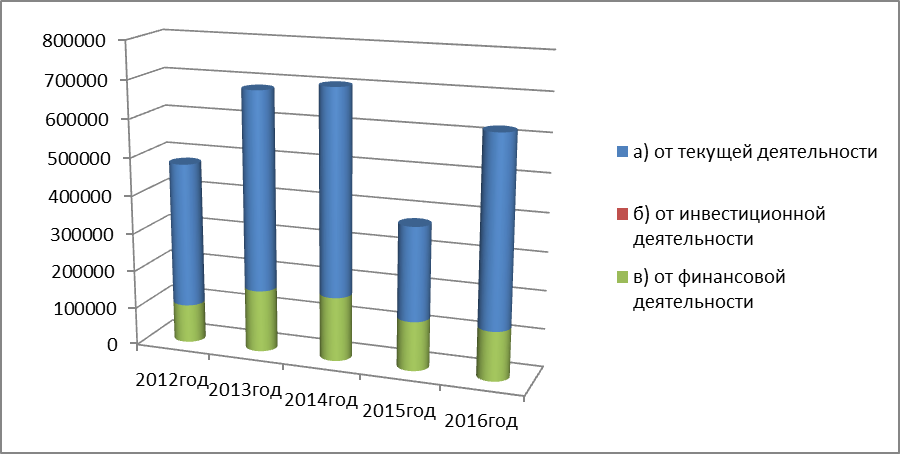 800000
700000
600000
500000
400000
300000
200000
100000
0
2012год
2013год
2014год
2015год
2016год
а) от текущей деятельности
б) от инвестиционной
деятельности
в) от финансовой
деятельности